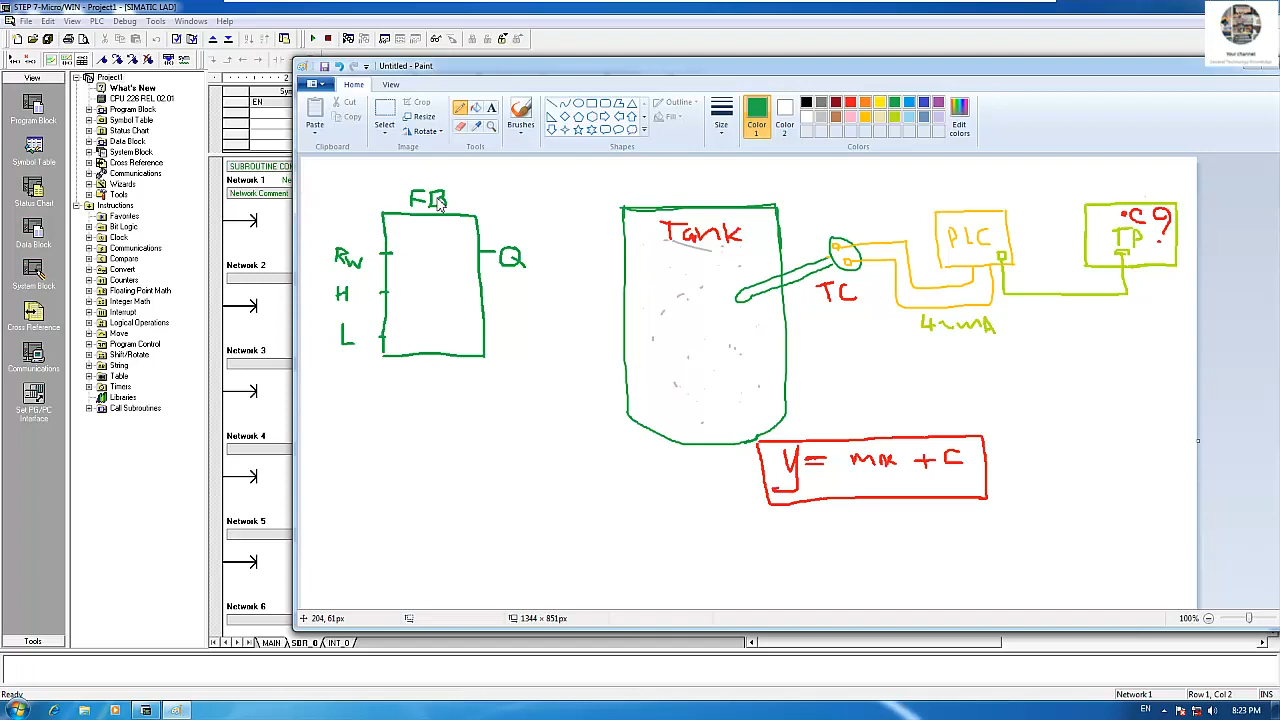 STEP 7-Micro/WIN - Project1 - [SIMATIC LAD]
File Edit View PLC Debug Tools Windows Help
View
Program Block
Symbol Table
Status Chart
Data Block
System Block
Cross Reference
Communications
Set PG/PC
Interface
Tools
Project1
What's New
CPU 226 REL 02.01
Program Block
Symbol Table
Status Chart
Data Block
System Block
Cross Reference
Communications
Wizards
Tools
Instructions
Favorites
Bit Logic
Clock
Communications
Compare
Convert
Counters
Floating Point Math
Integer Math
Interrupt
Logical Operations
Move
Program Control
Shift/Rotate
String
Table
Timers
Libraries
Call Subroutines
EN
SUBROUTINE COM
Network 1
Network Comment
Network 2
Network 3
Network 4
Network 5
Network 6
MAIN SBR_0 INT_0
Untitled - Paint
Home View
Paste
Cut
Copy
Clipboard
Select
Crop
Resize
Rotate
Image
Tools
Brushes
Shapes
Outline
Fill
Size
Color 1
Color 2
Edit colors
Colors
FB
RW
H
L
Q
Tank
TC
PLC
°C ?
TP
4~mA
y = mx + c
204, 61px
1344 × 851px
100%
Your channel
General Technology Knowledge
Ready
Network 1
Row 1, Col 2
INS
EN
8:23 PM